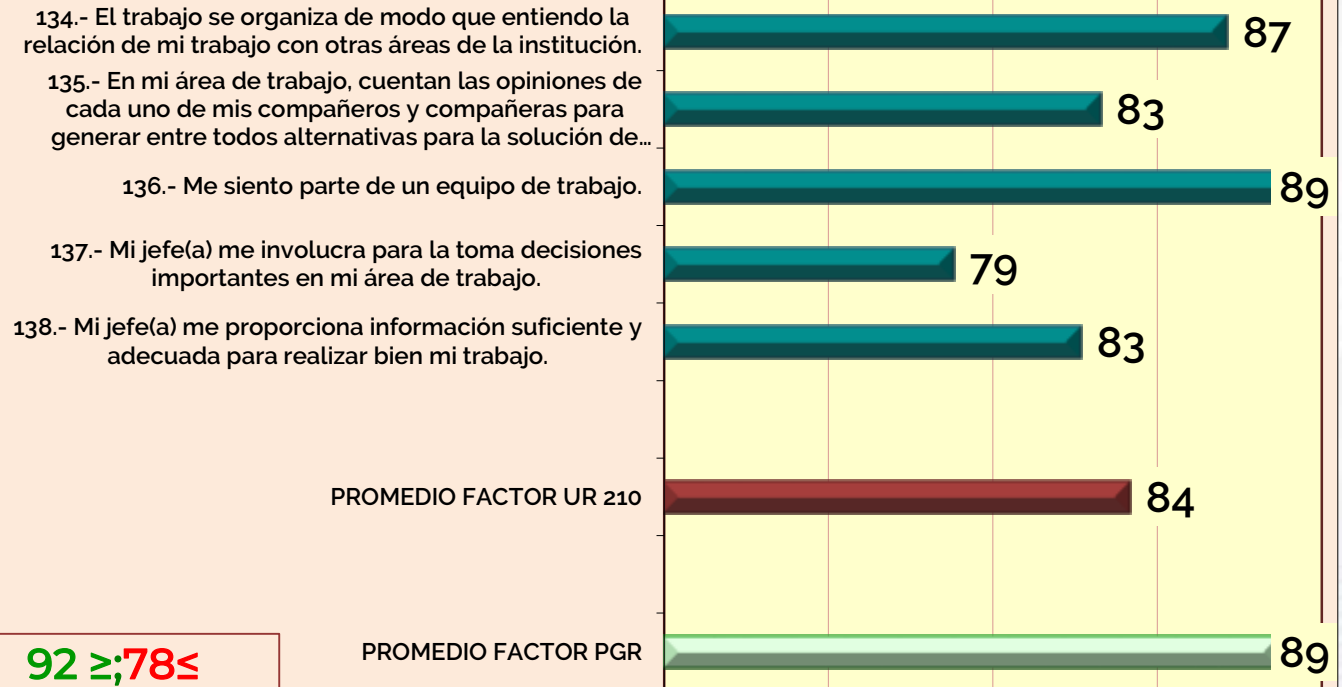 134.- El trabajo se organiza de modo que entiendo la
relación de mi trabajo con otras áreas de la institución.
87
135.- En mi área de trabajo, cuentan las opiniones de
cada uno de mis compañeros y compañeras para
generar entre todos alternativas para la solución de…
83
136.- Me siento parte de un equipo de trabajo.
89
137.- Mi jefe(a) me involucra para la toma decisiones
importantes en mi área de trabajo.
79
138.- Mi jefe(a) me proporciona información suficiente y
adecuada para realizar bien mi trabajo.
83
PROMEDIO FACTOR UR 210
84
PROMEDIO FACTOR PGR
89
92 ≥;78≤